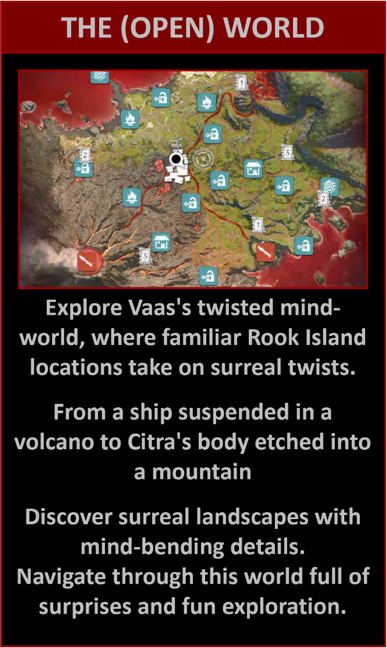 THE (OPEN) WORLD
Explore Vaas's twisted mind-
world, where familiar Rook Island
locations take on surreal twists.
From a ship suspended in a
volcano to Citra's body etched into
a mountain
Discover surreal landscapes with
mind-bending details.
Navigate through this world full of
surprises and fun exploration.